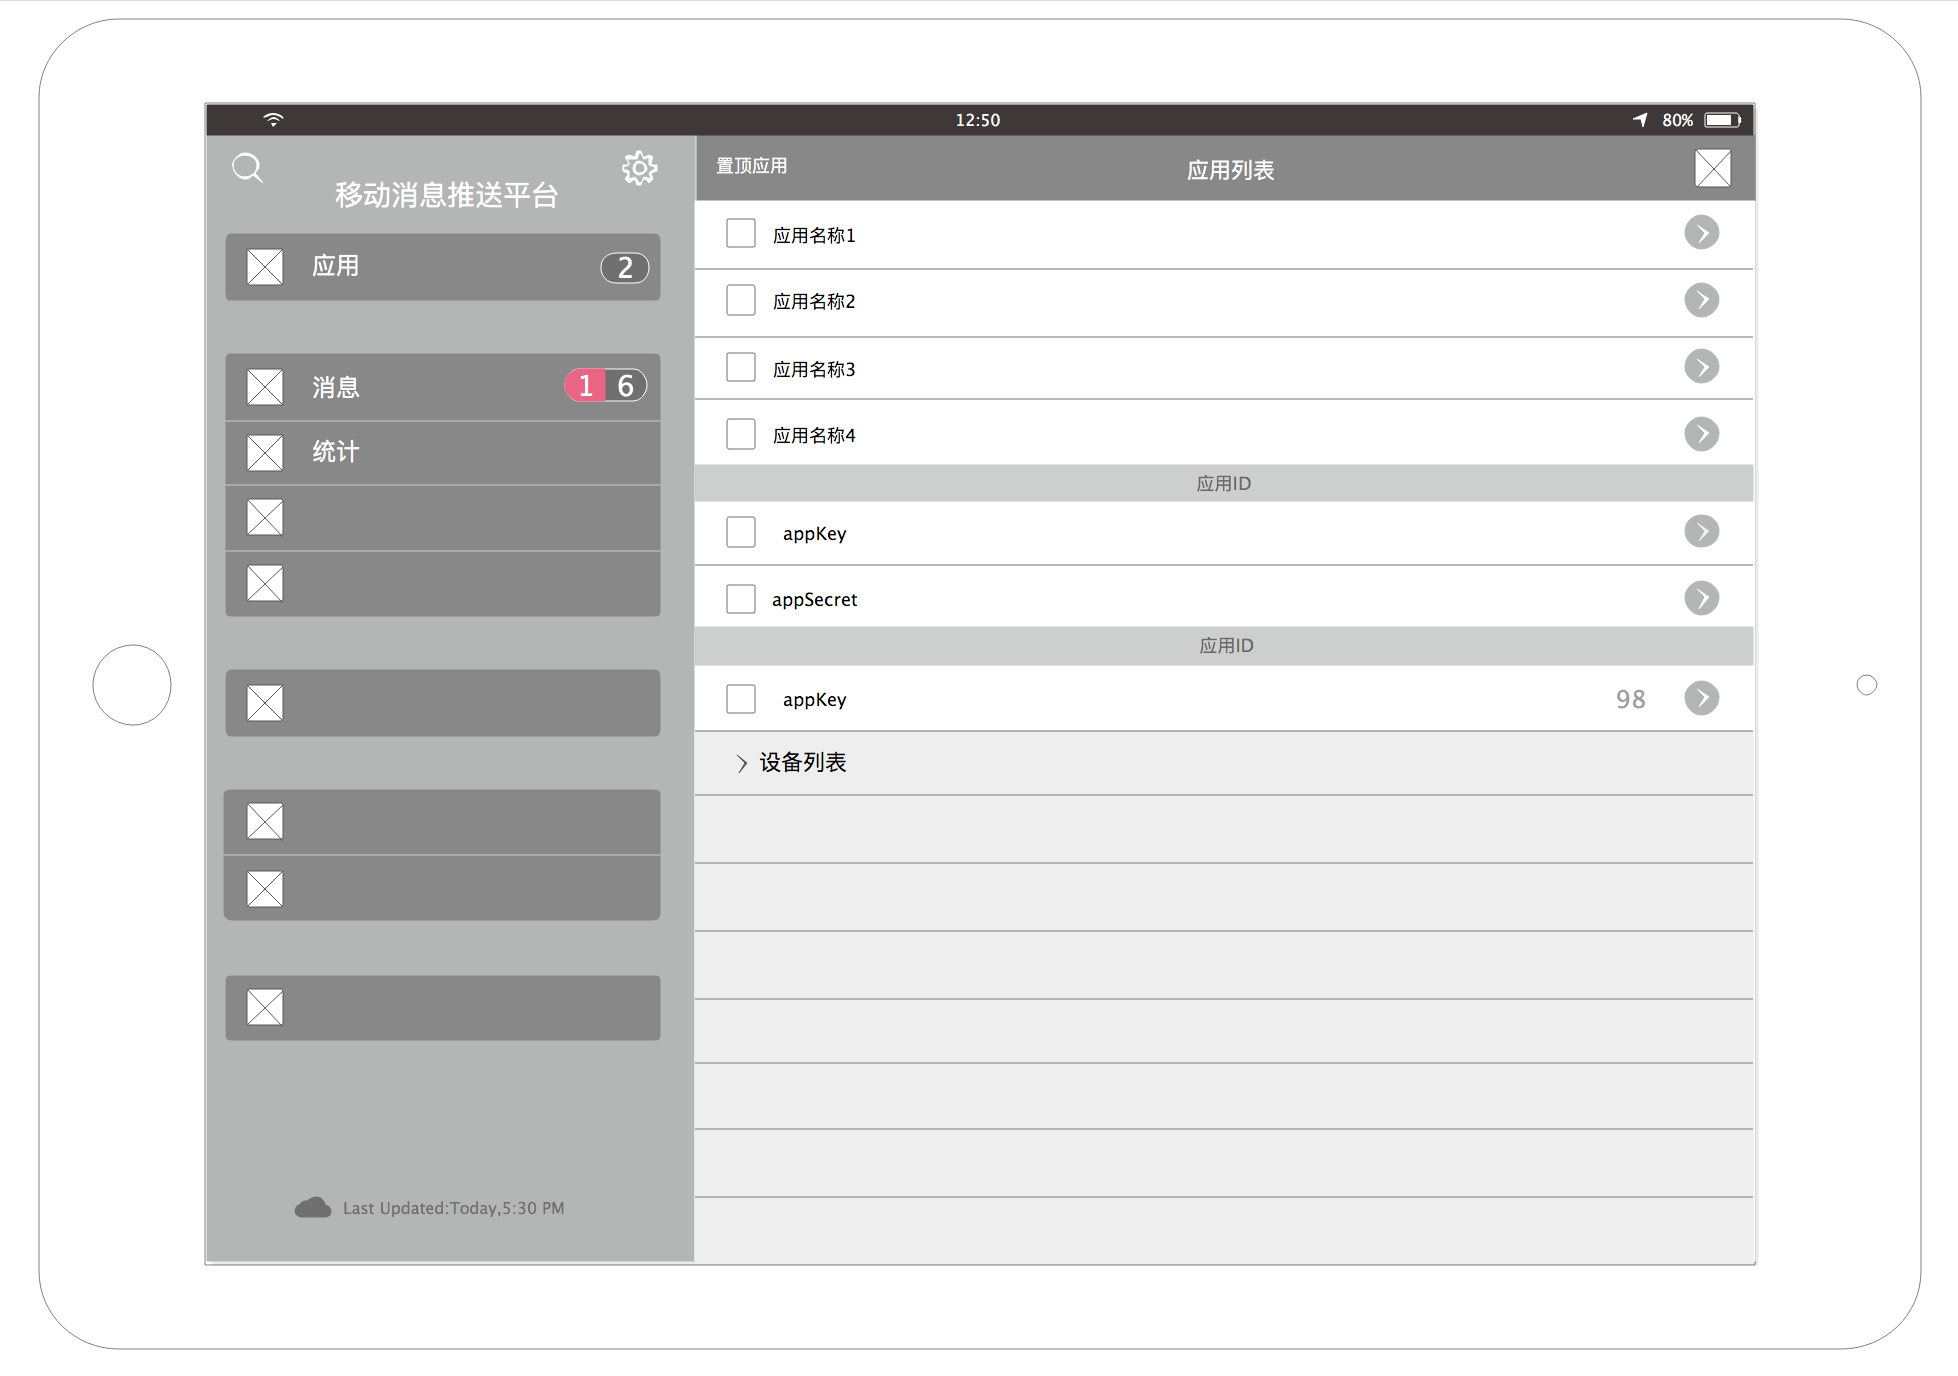 12:50
80%
移动消息推送平台
应用
2
消息
1 6
统计
Last Updated:Today,5:30 PM
置顶应用
应用列表
应用名称1
应用名称2
应用名称3
应用名称4
应用ID
appKey
appSecret
应用ID
appKey
98
设备列表